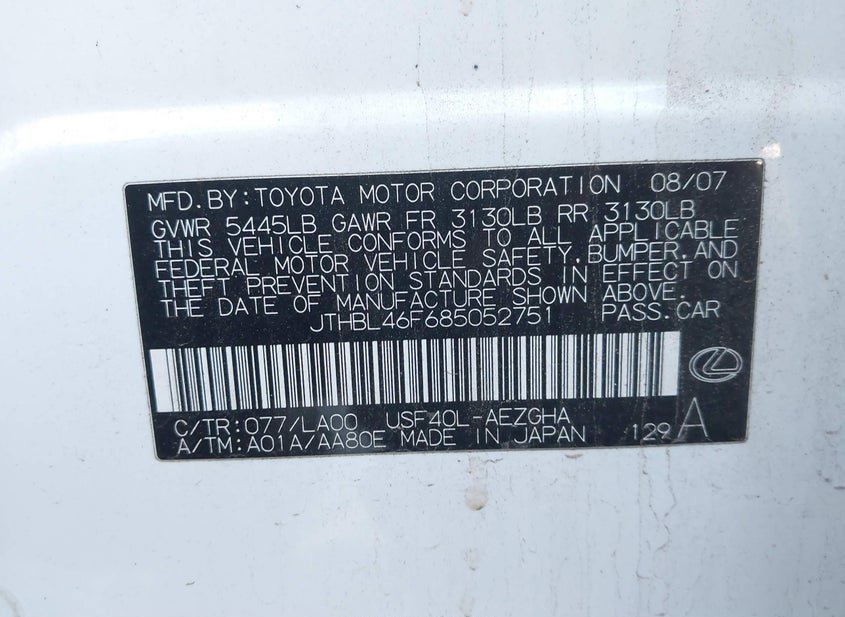 MFD.BY:TOYOTA MOTOR CORPORATION 08/07
GVWR 5445LB GAWR FR 3130LB RR 3130LB
THIS VEHICLE CONFORMS TO ALL APPLICABLE
FEDERAL MOTOR VEHICLE SAFETY,BUMPER,AND
THEFT PREVENTION STANDARDS IN EFFECT ON
THE DATE OF MANUFACTURE SHOWN ABOVE.
JTHBL46F685052751 PASS.CAR
C/TR:077/LA00 USF40L-AEZGHA
A/TM:A01A/AA80E MADE IN JAPAN 129 A